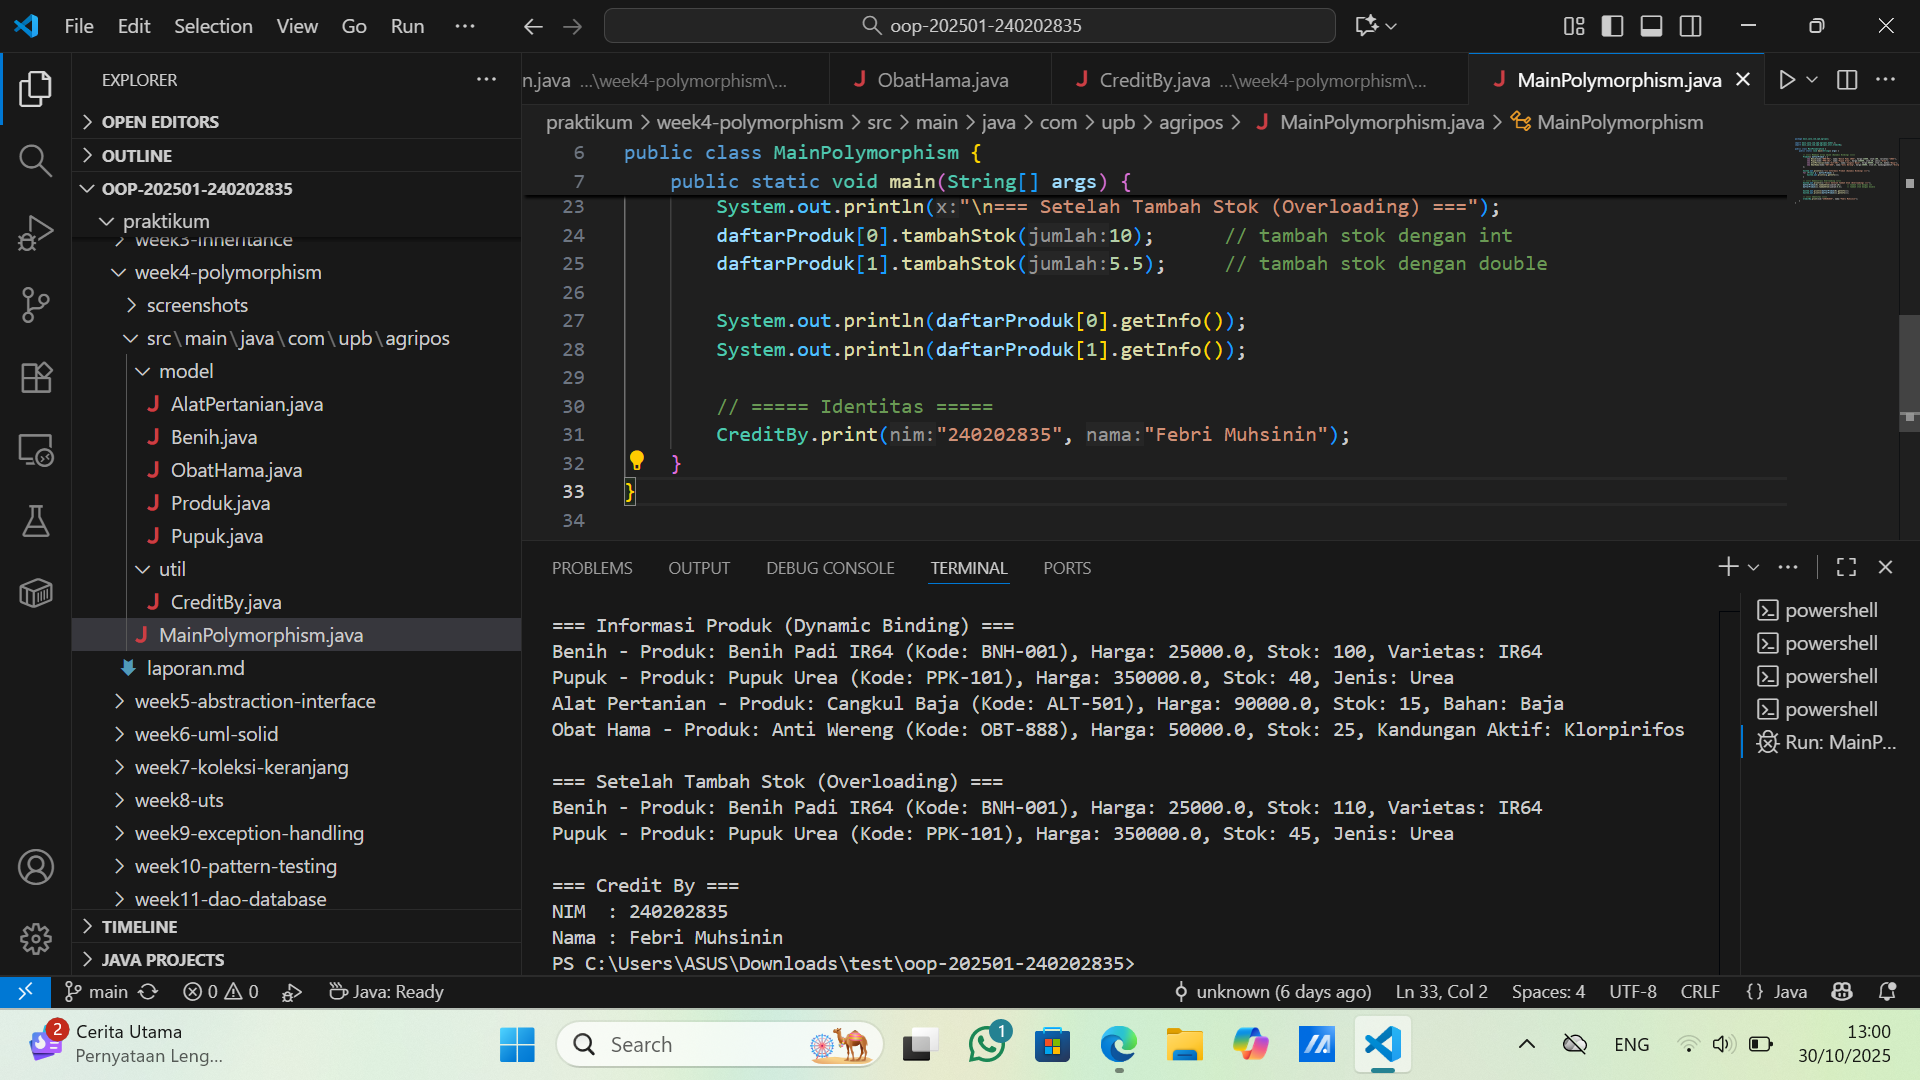 File Edit Selection View Go Run ··· oop-202501-240202835
EXPLORER ···
OPEN EDITORS
OUTLINE
OOP-202501-240202835
praktikum
week3-inheritance
week4-polymorphism
screenshots
src\main\java\com\upb\agripos
model
AlatPertanian.java
Benih.java
ObatHama.java
Produk.java
Pupuk.java
util
CreditBy.java
MainPolymorphism.java
laporan.md
week5-abstraction-interface
week6-uml-solid
week7-koleksi-keranjang
week8-uts
week9-exception-handling
week10-pattern-testing
week11-dao-database
TIMELINE
JAVA PROJECTS
n.java ...\week4-polymorphism\... ObatHama.java CreditBy.java ...\week4-polymorphism\... MainPolymorphism.java
praktikum > week4-polymorphism > src > main > java > com > upb > agripos > MainPolymorphism.java > MainPolymorphism
6 public class MainPolymorphism {
7 public static void main(String[] args) {
23 System.out.println(x:"\n=== Setelah Tambah Stok (Overloading) ===");
24 daftarProduk[0].tambahStok(jumlah:10); // tambah stok dengan int
25 daftarProduk[1].tambahStok(jumlah:5.5); // tambah stok dengan double
26
27 System.out.println(daftarProduk[0].getInfo());
28 System.out.println(daftarProduk[1].getInfo());
29
30 // ===== Identitas =====
31 CreditBy.print(nim:"240202835", nama:"Febri Muhsinin");
32 }
33 }
34
PROBLEMS OUTPUT DEBUG CONSOLE TERMINAL PORTS
=== Informasi Produk (Dynamic Binding) ===
Benih - Produk: Benih Padi IR64 (Kode: BNH-001), Harga: 25000.0, Stok: 100, Varietas: IR64
Pupuk - Produk: Pupuk Urea (Kode: PPK-101), Harga: 350000.0, Stok: 40, Jenis: Urea
Alat Pertanian - Produk: Cangkul Baja (Kode: ALT-501), Harga: 90000.0, Stok: 15, Bahan: Baja
Obat Hama - Produk: Anti Wereng (Kode: OBT-888), Harga: 50000.0, Stok: 25, Kandungan Aktif: Klorpirifos
=== Setelah Tambah Stok (Overloading) ===
Benih - Produk: Benih Padi IR64 (Kode: BNH-001), Harga: 25000.0, Stok: 110, Varietas: IR64
Pupuk - Produk: Pupuk Urea (Kode: PPK-101), Harga: 350000.0, Stok: 45, Jenis: Urea
=== Credit By ===
NIM : 240202835
Nama : Febri Muhsinin
PS C:\Users\ASUS\Downloads\test\oop-202501-240202835>
powershell
powershell
powershell
powershell
Run: MainP...
main 0 0 Java: Ready unknown (6 days ago) Ln 33, Col 2 Spaces: 4 UTF-8 CRLF {} Java
2 Cerita Utama
Pernyataan Leng...
Search
1
ENG
13:00
30/10/2025